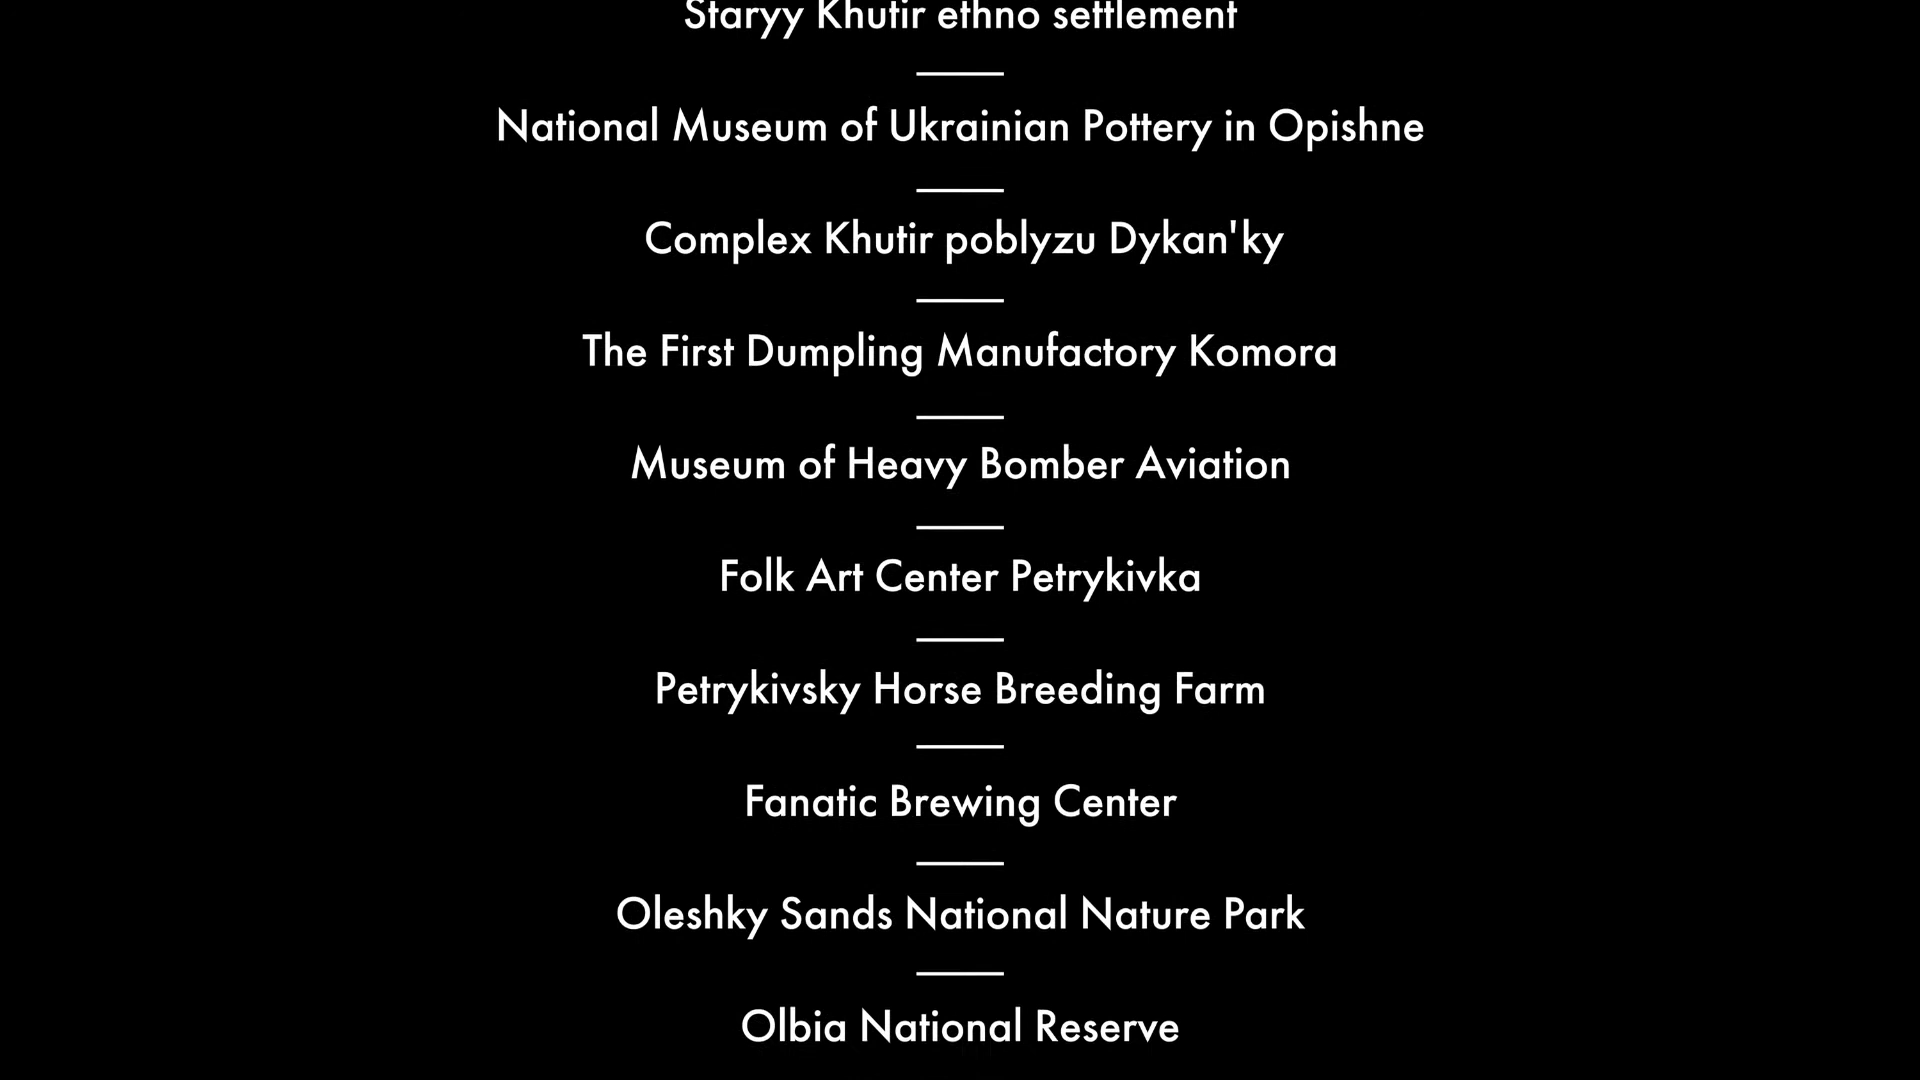 Staryy Khutir ethno settlement
National Museum of Ukrainian Pottery in Opishne
Complex Khutir poblyzu Dykan'ky
The First Dumpling Manufactory Komora
Museum of Heavy Bomber Aviation
Folk Art Center Petrykivka
Petrykivsky Horse Breeding Farm
Fanatic Brewing Center
Oleshky Sands National Nature Park
Olbia National Reserve